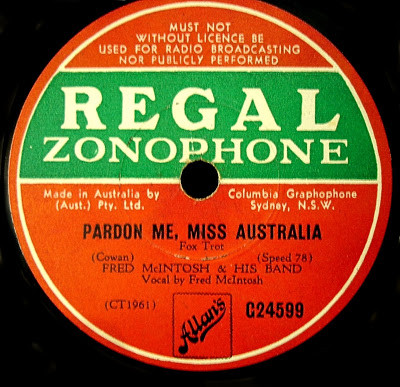 MUST NOT
WITHOUT LICENCE BE
USED FOR RADIO BROADCASTING
NOR PUBLICLY PERFORMED
REGAL
ZONOPHONE
Made in Australia by Columbia Graphophone
(Aust.) Pty. Ltd. Sydney, N.S.W.
PARDON ME, MISS AUSTRALIA
Fox Trot
(Cowan) (Speed 78)
FRED McINTOSH & HIS BAND
Vocal by Fred McIntosh
(CT1961) Allan's C24599